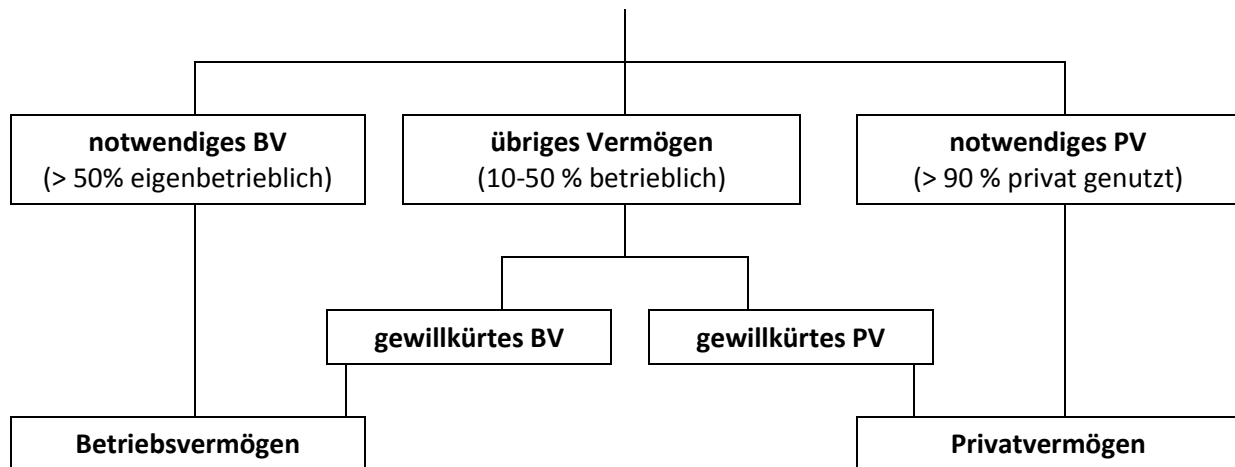 notwendiges BV
(> 50% eigenbetrieblich)
übriges Vermögen
(10-50 % betrieblich)
notwendiges PV
(> 90 % privat genutzt)
gewillkürtes BV
gewillkürtes PV
Betriebsvermögen
Privatvermögen